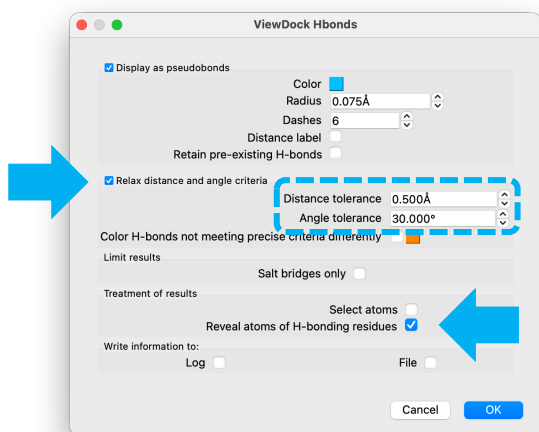 ViewDock Hbonds
Display as pseudobonds
Color
Radius 0.075Å
Dashes 6
Distance label
Retain pre-existing H-bonds
Relax distance and angle criteria
Distance tolerance 0.500Å
Angle tolerance 30.000°
Color H-bonds not meeting precise criteria differently
Limit results
Salt bridges only
Treatment of results
Select atoms
Reveal atoms of H-bonding residues
Write information to:
Log File
Cancel OK